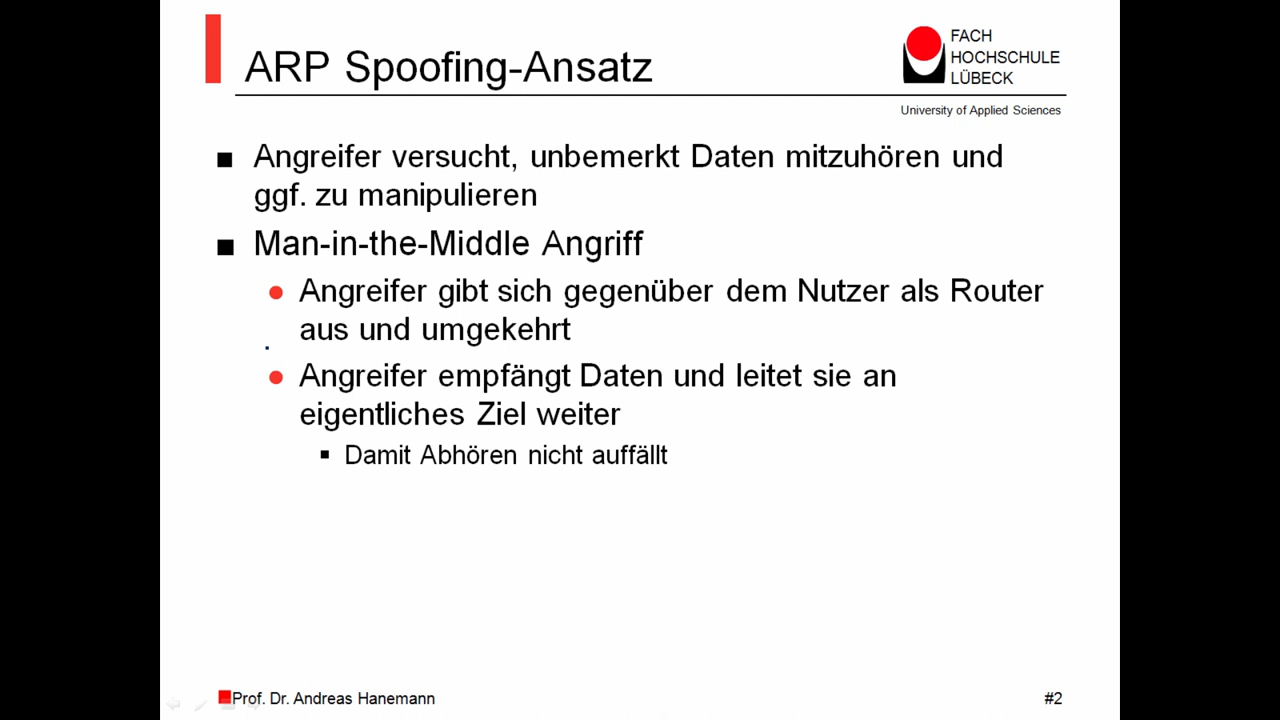 ARP Spoofing-Ansatz
FACH
HOCHSCHULE
LÜBECK
University of Applied Sciences
Angreifer versucht, unbemerkt Daten mitzuhören und
ggf. zu manipulieren
Man-in-the-Middle Angriff
Angreifer gibt sich gegenüber dem Nutzer als Router
aus und umgekehrt
Angreifer empfängt Daten und leitet sie an
eigentliches Ziel weiter
Damit Abhören nicht auffällt
Prof. Dr. Andreas Hanemann
#2